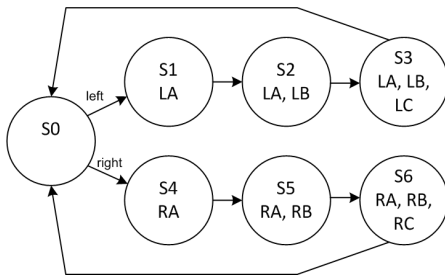 S0
left
right
S1
LA
S2
LA, LB
S3
LA, LB,
LC
S4
RA
S5
RA, RB
S6
RA, RB,
RC